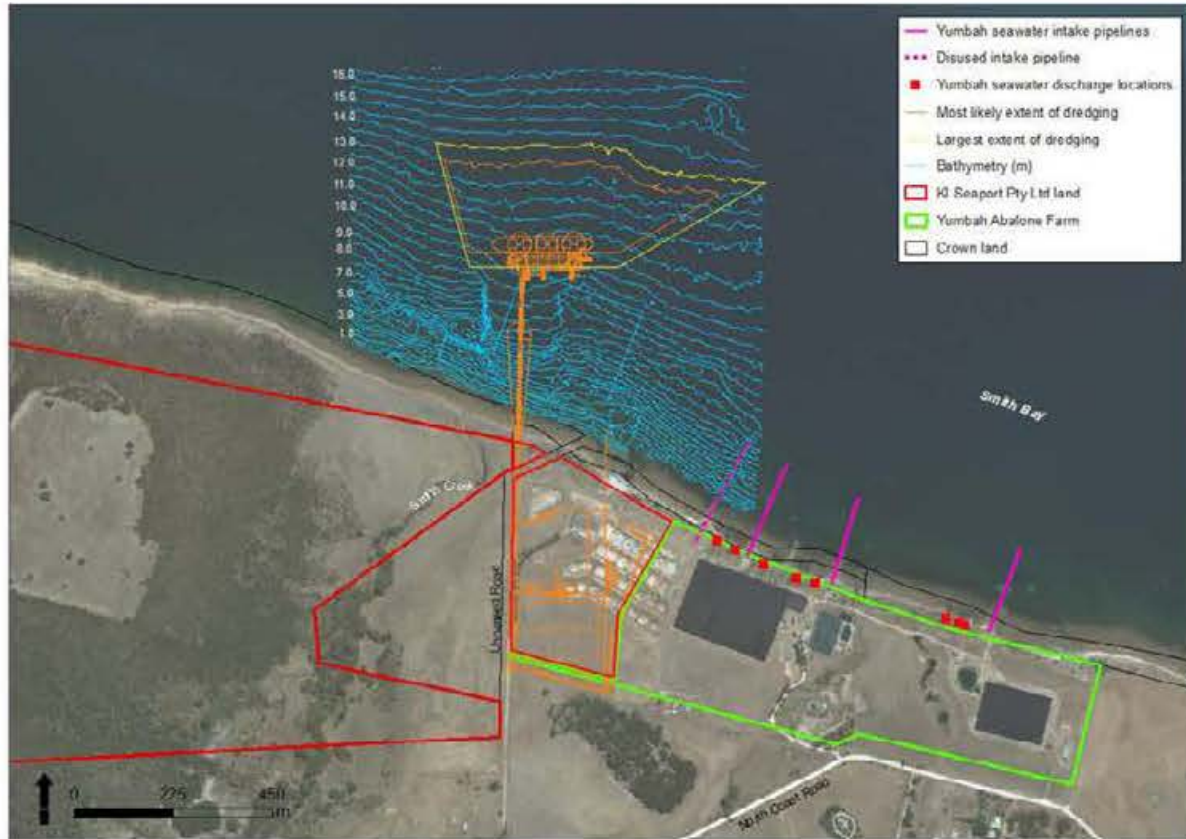 Yumbah seawater intake pipelines
Disused intake pipeline
Yumbah seawater discharge locations
Most likely extent of dredging
Largest extent of dredging
Bathymetry (m)
KI Seaport Pty Ltd land
Yumbah Abalone Farm
Crown land
16.0
15.0
14.0
13.0
12.0
11.0
10.0
9.0
8.0
7.0
5.0
3.0
1.0
Smith Bay
Smith Creek
Unnamed Road
North Coast Road
0 225 450
m